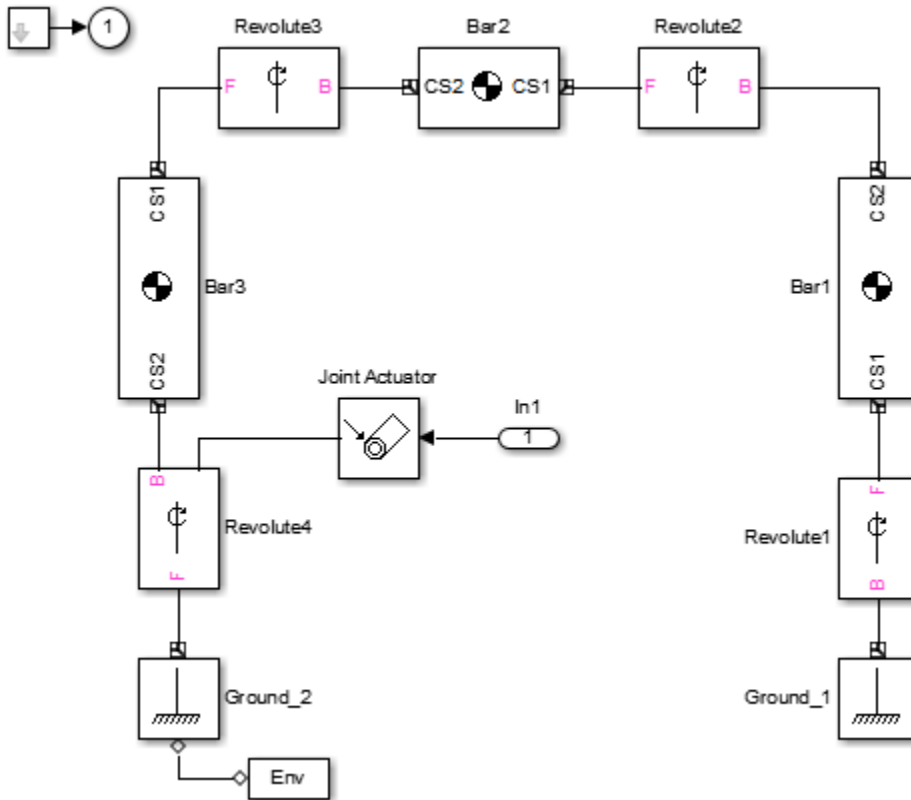 1
Revolute3
Bar2
Revolute2
F B
CS2 CS1
F B
CS1
CS2
Bar3
Bar1
CS2
CS1
Joint Actuator
In1
1
B
F
Revolute4
Revolute1
F
B
Ground_2
Ground_1
Env